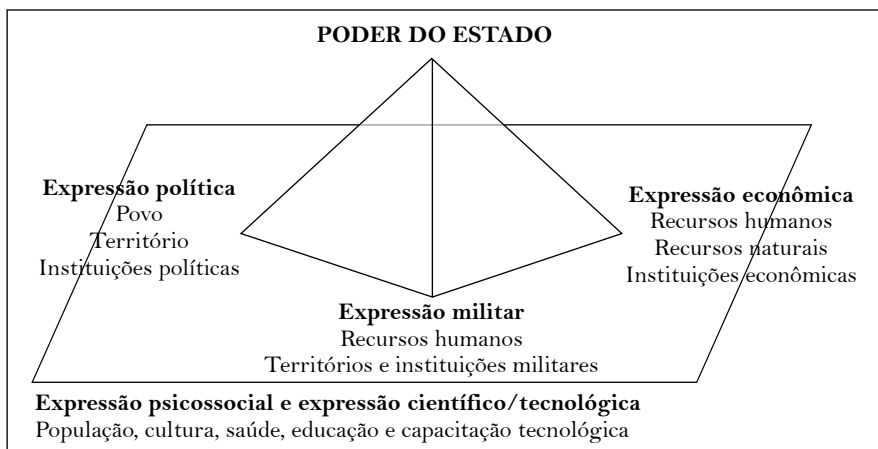 PODER DO ESTADO
Expressão política
Povo
Território
Instituições políticas
Expressão econômica
Recursos humanos
Recursos naturais
Instituições econômicas
Expressão militar
Recursos humanos
Territórios e instituições militares
Expressão psicossocial e expressão científico/tecnológica
População, cultura, saúde, educação e capacitação tecnológica